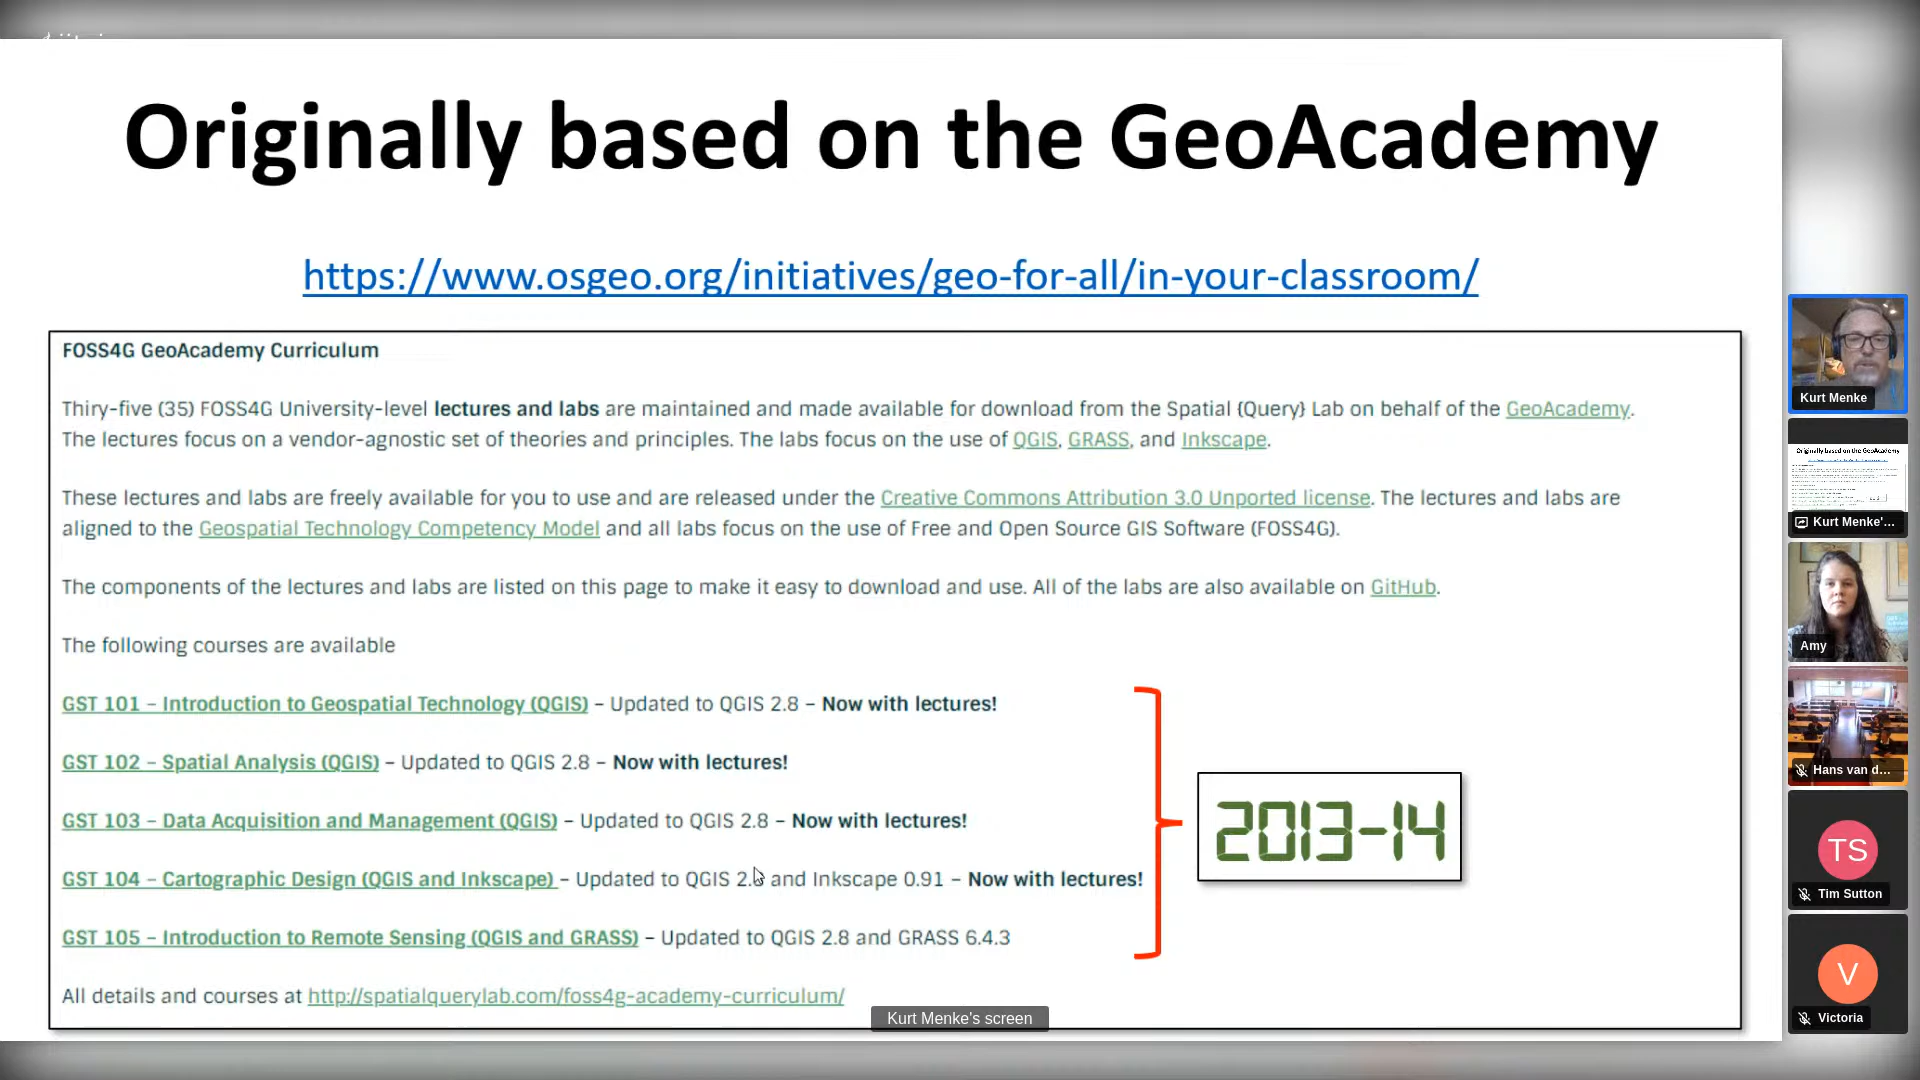 Originally based on the GeoAcademy
https://www.osgeo.org/initiatives/geo-for-all/in-your-classroom/
FOSS4G GeoAcademy Curriculum
Thiry-five (35) FOSS4G University-level lectures and labs are maintained and made available for download from the Spatial {Query} Lab on behalf of the GeoAcademy.
The lectures focus on a vendor-agnostic set of theories and principles. The labs focus on the use of QGIS, GRASS, and Inkscape.
These lectures and labs are freely available for you to use and are released under the Creative Commons Attribution 3.0 Unported license. The lectures and labs are
aligned to the Geospatial Technology Competency Model and all labs focus on the use of Free and Open Source GIS Software (FOSS4G).
The components of the lectures and labs are listed on this page to make it easy to download and use. All of the labs are also available on GitHub.
The following courses are available
GST 101 – Introduction to Geospatial Technology (QGIS) – Updated to QGIS 2.8 – Now with lectures!
GST 102 – Spatial Analysis (QGIS) – Updated to QGIS 2.8 – Now with lectures!
GST 103 – Data Acquisition and Management (QGIS) – Updated to QGIS 2.8 – Now with lectures!
GST 104 – Cartographic Design (QGIS and Inkscape) – Updated to QGIS 2.8 and Inkscape 0.91 – Now with lectures!
GST 105 – Introduction to Remote Sensing (QGIS and GRASS) – Updated to QGIS 2.8 and GRASS 6.4.3
All details and courses at http://spatialquerylab.com/foss4g-academy-curriculum/
2013-14
Kurt Menke's screen
Kurt Menke
Originally based on the GeoAcademy
Kurt Menke'...
Amy
Hans van d...
TS
Tim Sutton
V
Victoria